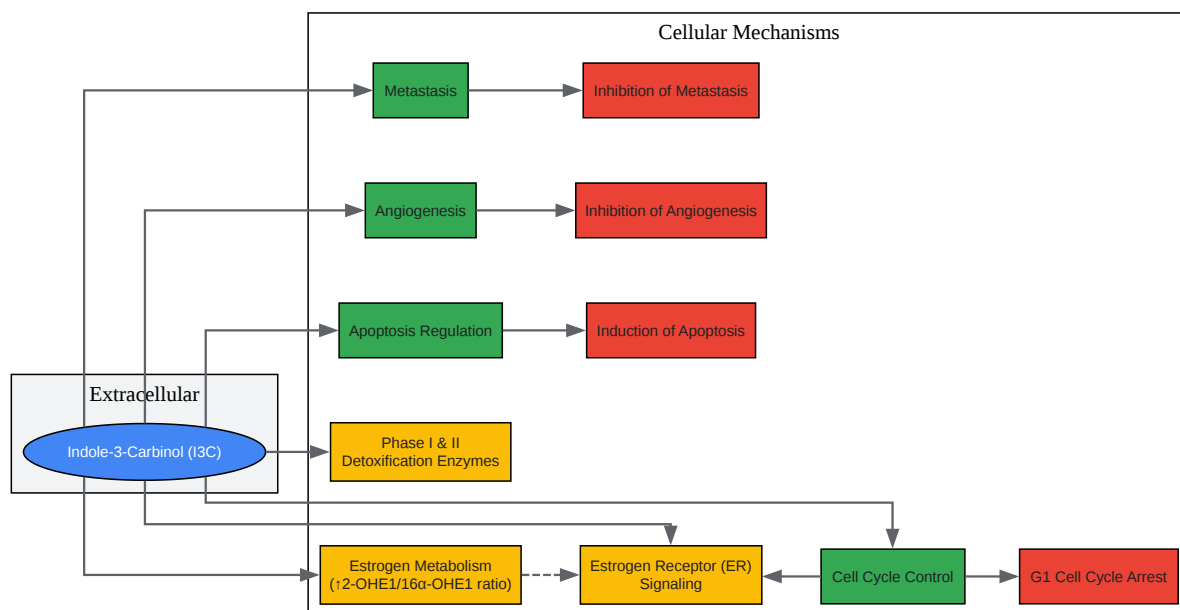 Cellular Mechanisms
Metastasis
Inhibition of Metastasis
Angiogenesis
Inhibition of Angiogenesis
Apoptosis Regulation
Induction of Apoptosis
Extracellular
Indole-3-Carbinol (I3C)
Phase I & II
Detoxification Enzymes
Estrogen Metabolism
(↑2-OHE1/16α-OHE1 ratio)
Estrogen Receptor (ER)
Signaling
Cell Cycle Control
G1 Cell Cycle Arrest